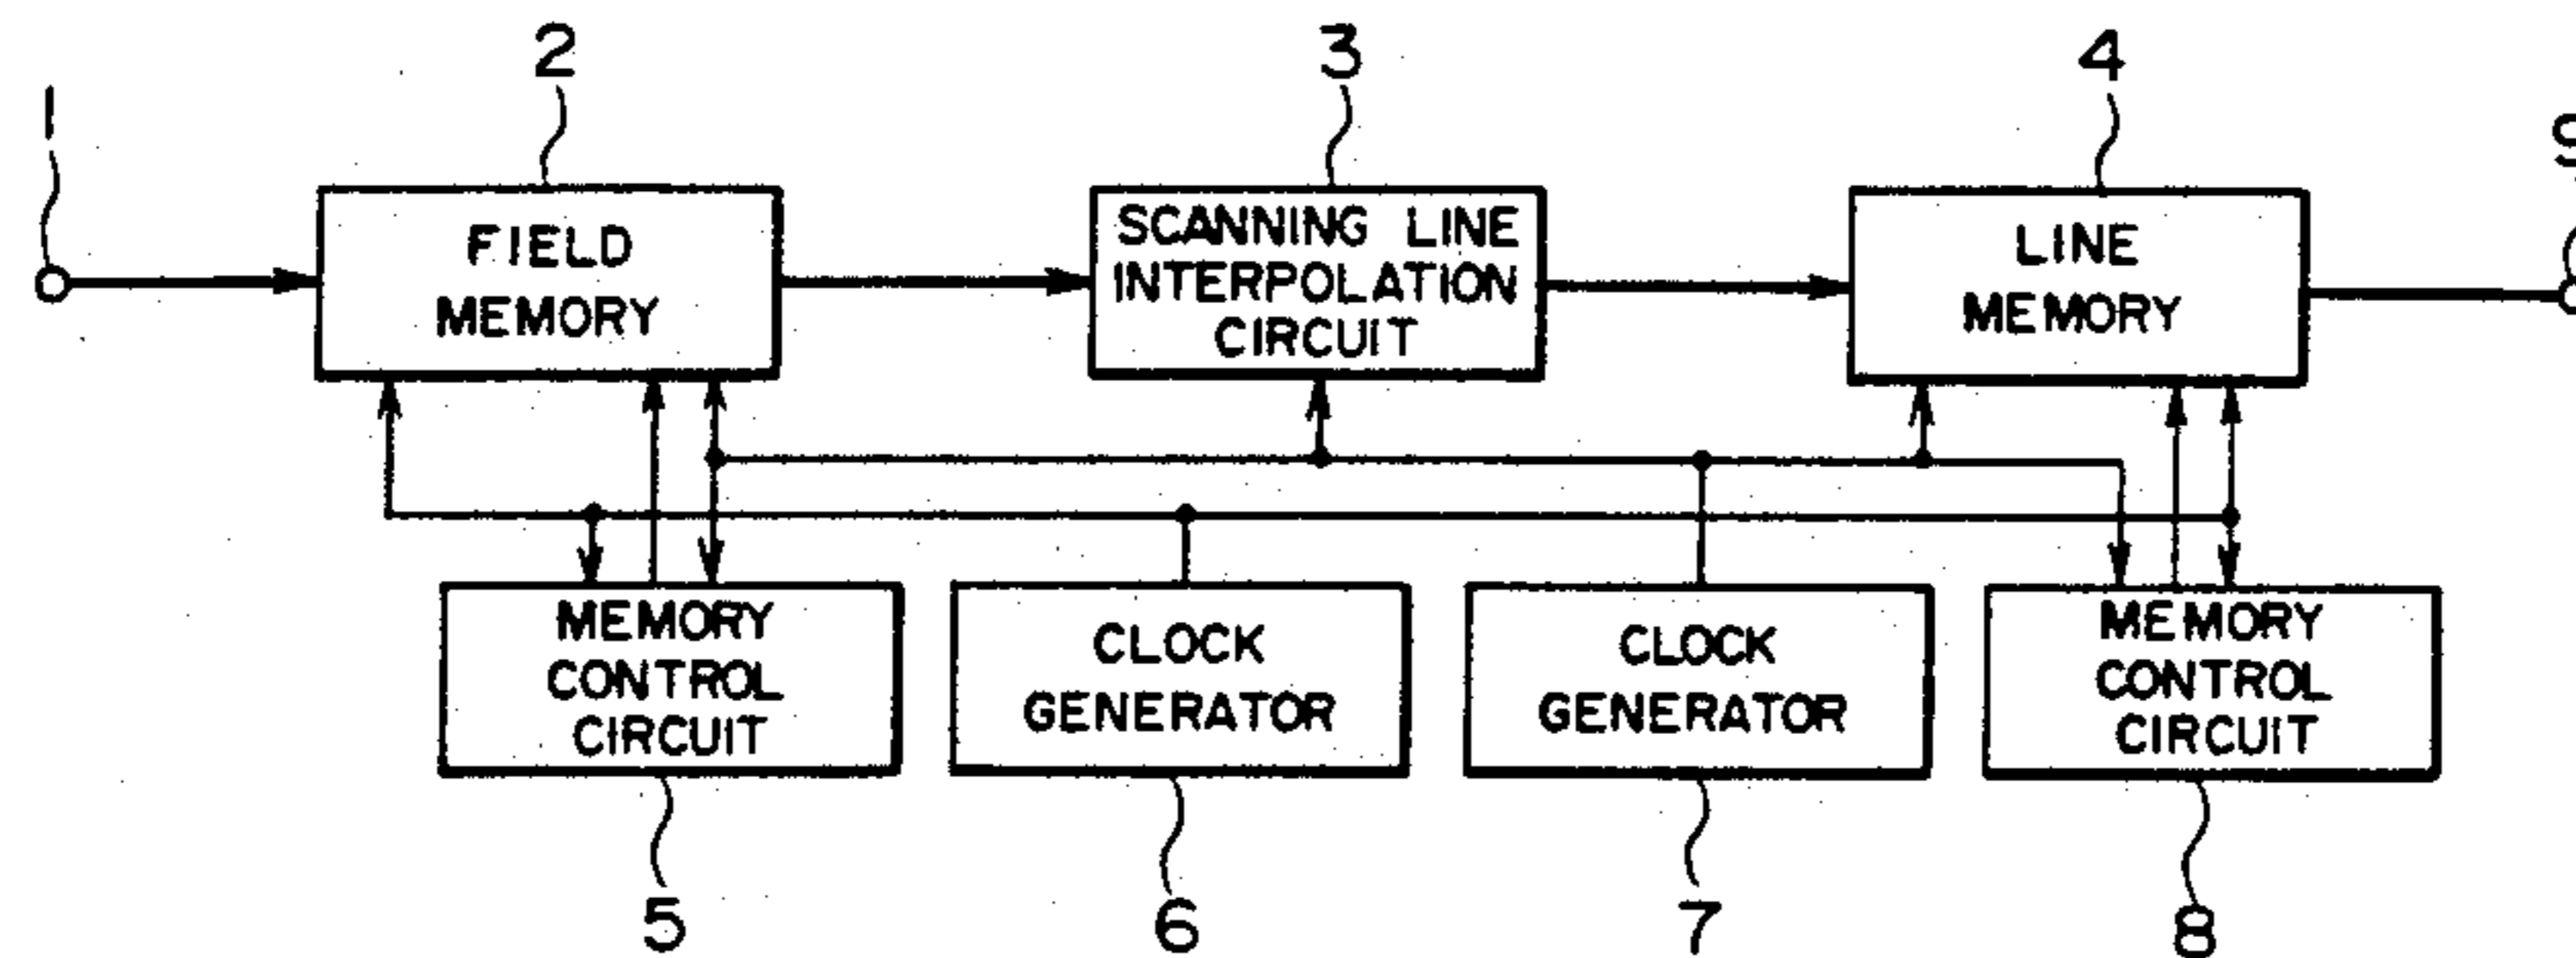 2 3 4
1 9
FIELD
MEMORY
SCANNING LINE
INTERPOLATION
CIRCUIT
LINE
MEMORY
MEMORY
CONTROL
CIRCUIT
CLOCK
GENERATOR
CLOCK
GENERATOR
MEMORY
CONTROL
CIRCUIT
5 6 7 8